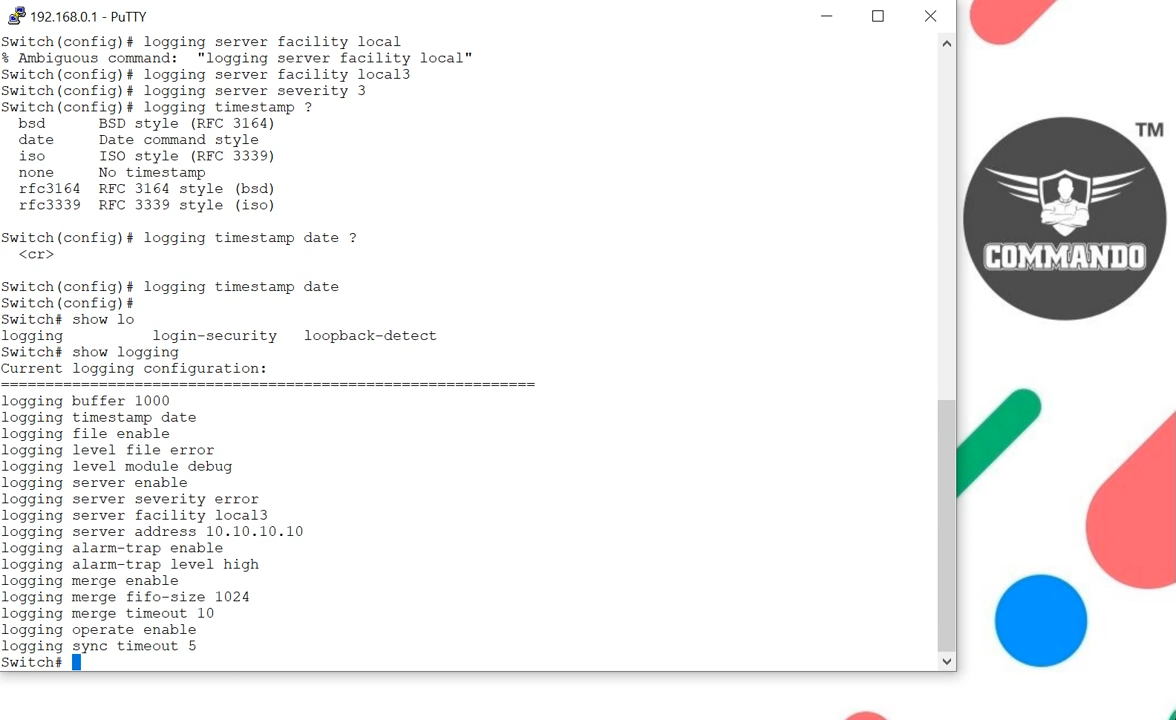 192.168.0.1 - PuTTY
Switch(config)# logging server facility local
% Ambiguous command:  "logging server facility local"
Switch(config)# logging server facility local3
Switch(config)# logging server severity 3
Switch(config)# logging timestamp ?
  bsd      BSD style (RFC 3164)
  date     Date command style
  iso      ISO style (RFC 3339)
  none     No timestamp
  rfc3164  RFC 3164 style (bsd)
  rfc3339  RFC 3339 style (iso)
Switch(config)# logging timestamp date ?
  <cr>
Switch(config)# logging timestamp date
Switch(config)#
Switch# show lo
logging          login-security   loopback-detect
Switch# show logging
Current logging configuration:
============================================================
logging buffer 1000
logging timestamp date
logging file enable
logging level file error
logging level module debug
logging server enable
logging server severity error
logging server facility local3
logging server address 10.10.10.10
logging alarm-trap enable
logging alarm-trap level high
logging merge enable
logging merge fifo-size 1024
logging merge timeout 10
logging operate enable
logging sync timeout 5
Switch#
TM
COMMANDO